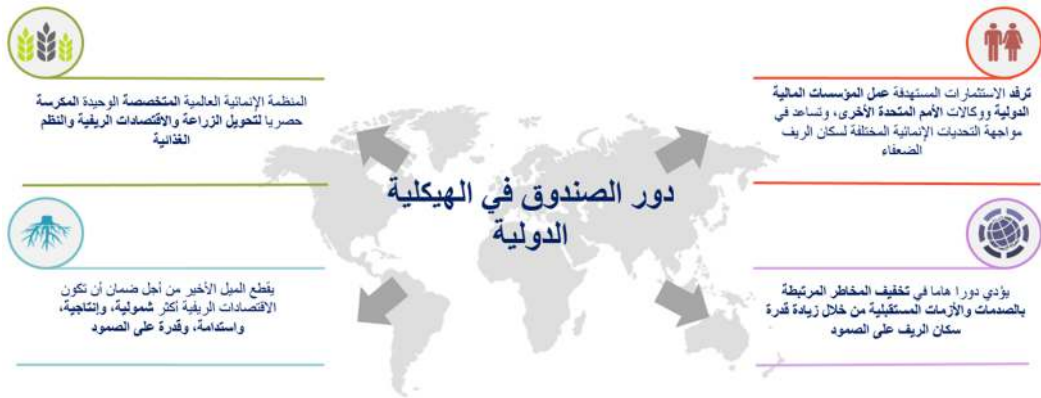 دور الصندوق في الهيكلية
الدولية
ترفد الاستثمارات المستهدفة عمل المؤسسات المالية
الدولية ووكالات الأمم المتحدة الأخرى، وتساعد في
مواجهة التحديات الإنمائية المختلفة لسكان الريف
الضعفاء
المنظمة الإنمائية العالمية المتخصصة الوحيدة المكرسة
حصريا لتحويل الزراعة والاقتصادات الريفية والنظم
الغذائية
يؤدي دورا هاما في تخفيف المخاطر المرتبطة
بالصدمات والأزمات المستقبلية من خلال زيادة قدرة
سكان الريف على الصمود
يقطع الميل الأخير من أجل ضمان أن تكون
الاقتصادات الريفية أكثر شمولية، وإنتاجية،
واستدامة، وقدرة على الصمود